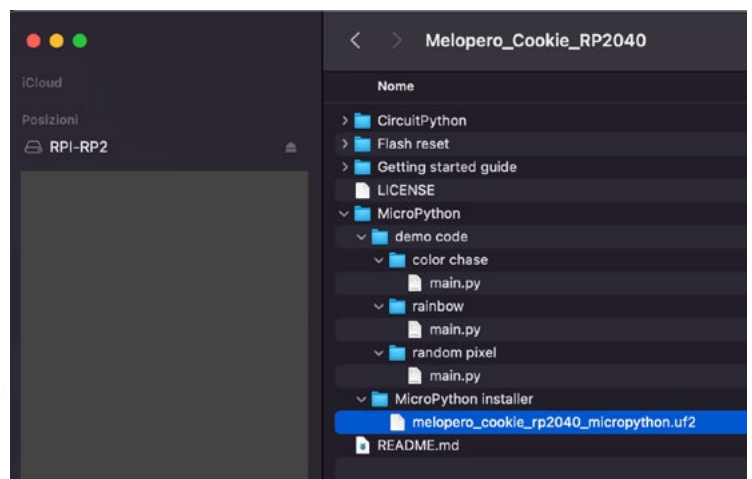 iCloud
Posizioni
RPI-RP2
Melopero_Cookie_RP2040
Nome
CircuitPython
Flash reset
Getting started guide
LICENSE
MicroPython
demo code
color chase
main.py
rainbow
main.py
random pixel
main.py
MicroPython installer
melopero_cookie_rp2040_micropython.uf2
README.md